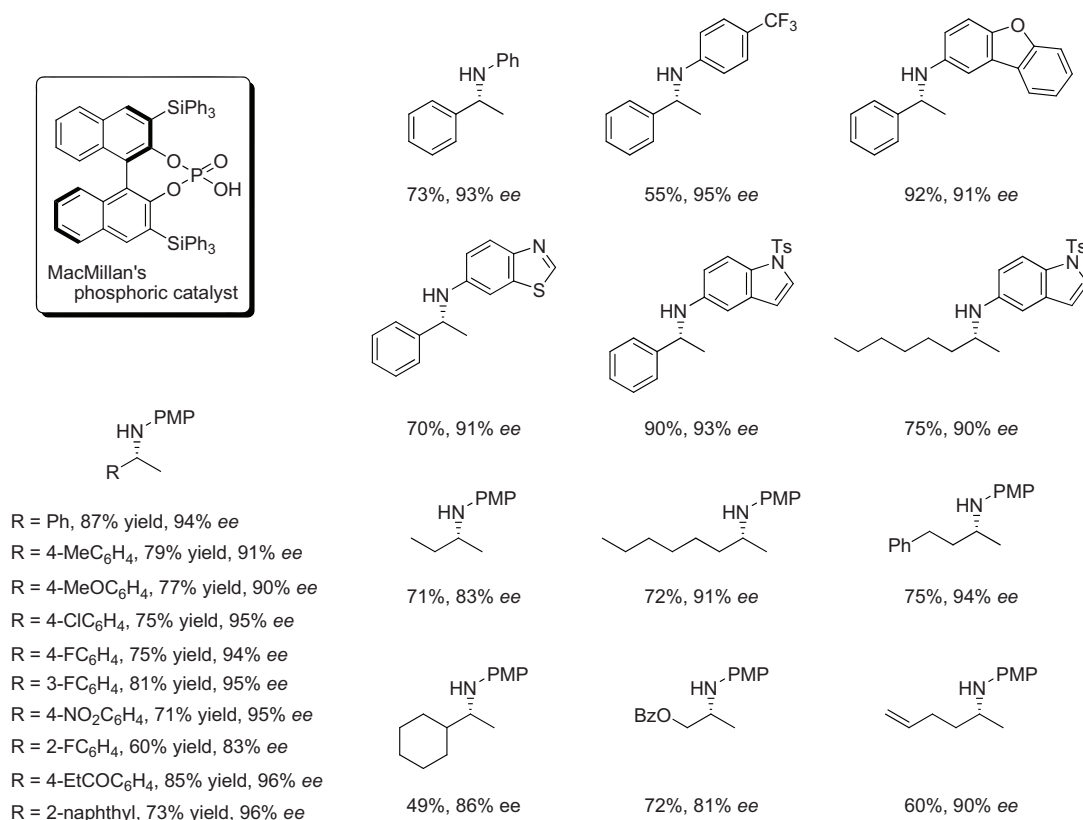 SiPh3
O
O
P
O
OH
SiPh3
MacMillan's
phosphoric catalyst
HN
Ph
73%, 93% ee
CF3
HN
55%, 95% ee
O
HN
92%, 91% ee
N
S
HN
70%, 91% ee
Ts
N
HN
90%, 93% ee
Ts
N
HN
75%, 90% ee
HN
PMP
R
R = Ph, 87% yield, 94% ee
R = 4-MeC6H4, 79% yield, 91% ee
R = 4-MeOC6H4, 77% yield, 90% ee
R = 4-ClC6H4, 75% yield, 95% ee
R = 4-FC6H4, 75% yield, 94% ee
R = 3-FC6H4, 81% yield, 95% ee
R = 4-NO2C6H4, 71% yield, 95% ee
R = 2-FC6H4, 60% yield, 83% ee
R = 4-EtCOC6H4, 85% yield, 96% ee
R = 2-naphthyl, 73% yield, 96% ee
HN
PMP
71%, 83% ee
HN
PMP
72%, 91% ee
HN
PMP
Ph
75%, 94% ee
HN
PMP
49%, 86% ee
HN
PMP
BzO
72%, 81% ee
HN
PMP
60%, 90% ee